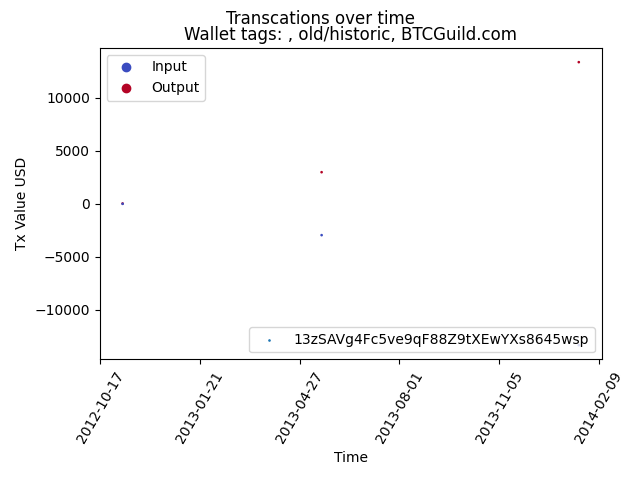 Transcations over time
Wallet tags: , old/historic, BTCGuild.com
Input
Output
10000
5000
0
−5000
−10000
Tx Value USD
13zSAVg4Fc5ve9qF88Z9tXEwYXs8645wsp
2012-10-17
2013-01-21
2013-04-27
2013-08-01
2013-11-05
2014-02-09
Time